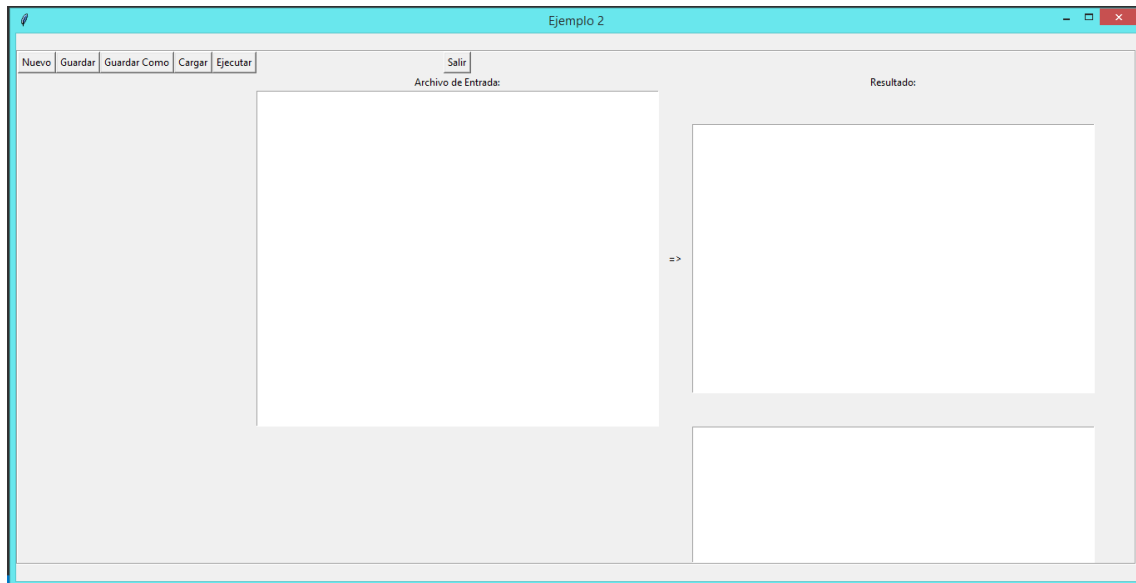 Ejemplo 2
Nuevo Guardar Guardar Como Cargar Ejecutar Salir
Archivo de Entrada: Resultado:
=>